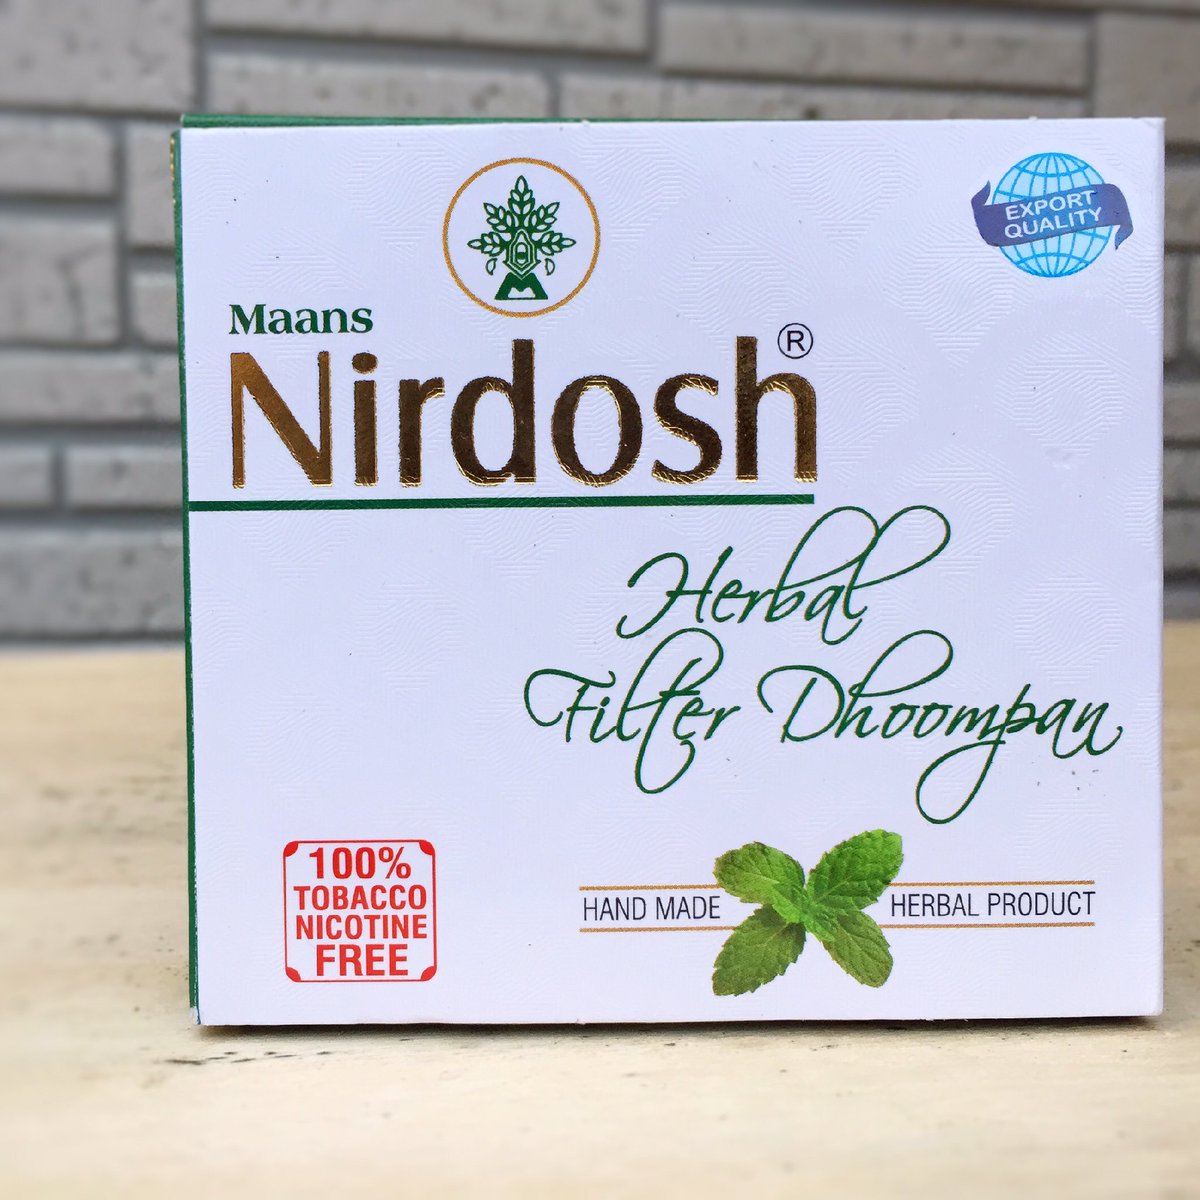 EXPORT
QUALITY
Maans
Nirdosh®
Herbal
Filter Dhoompan
100%
TOBACCO
NICOTINE
FREE
HAND MADE HERBAL PRODUCT